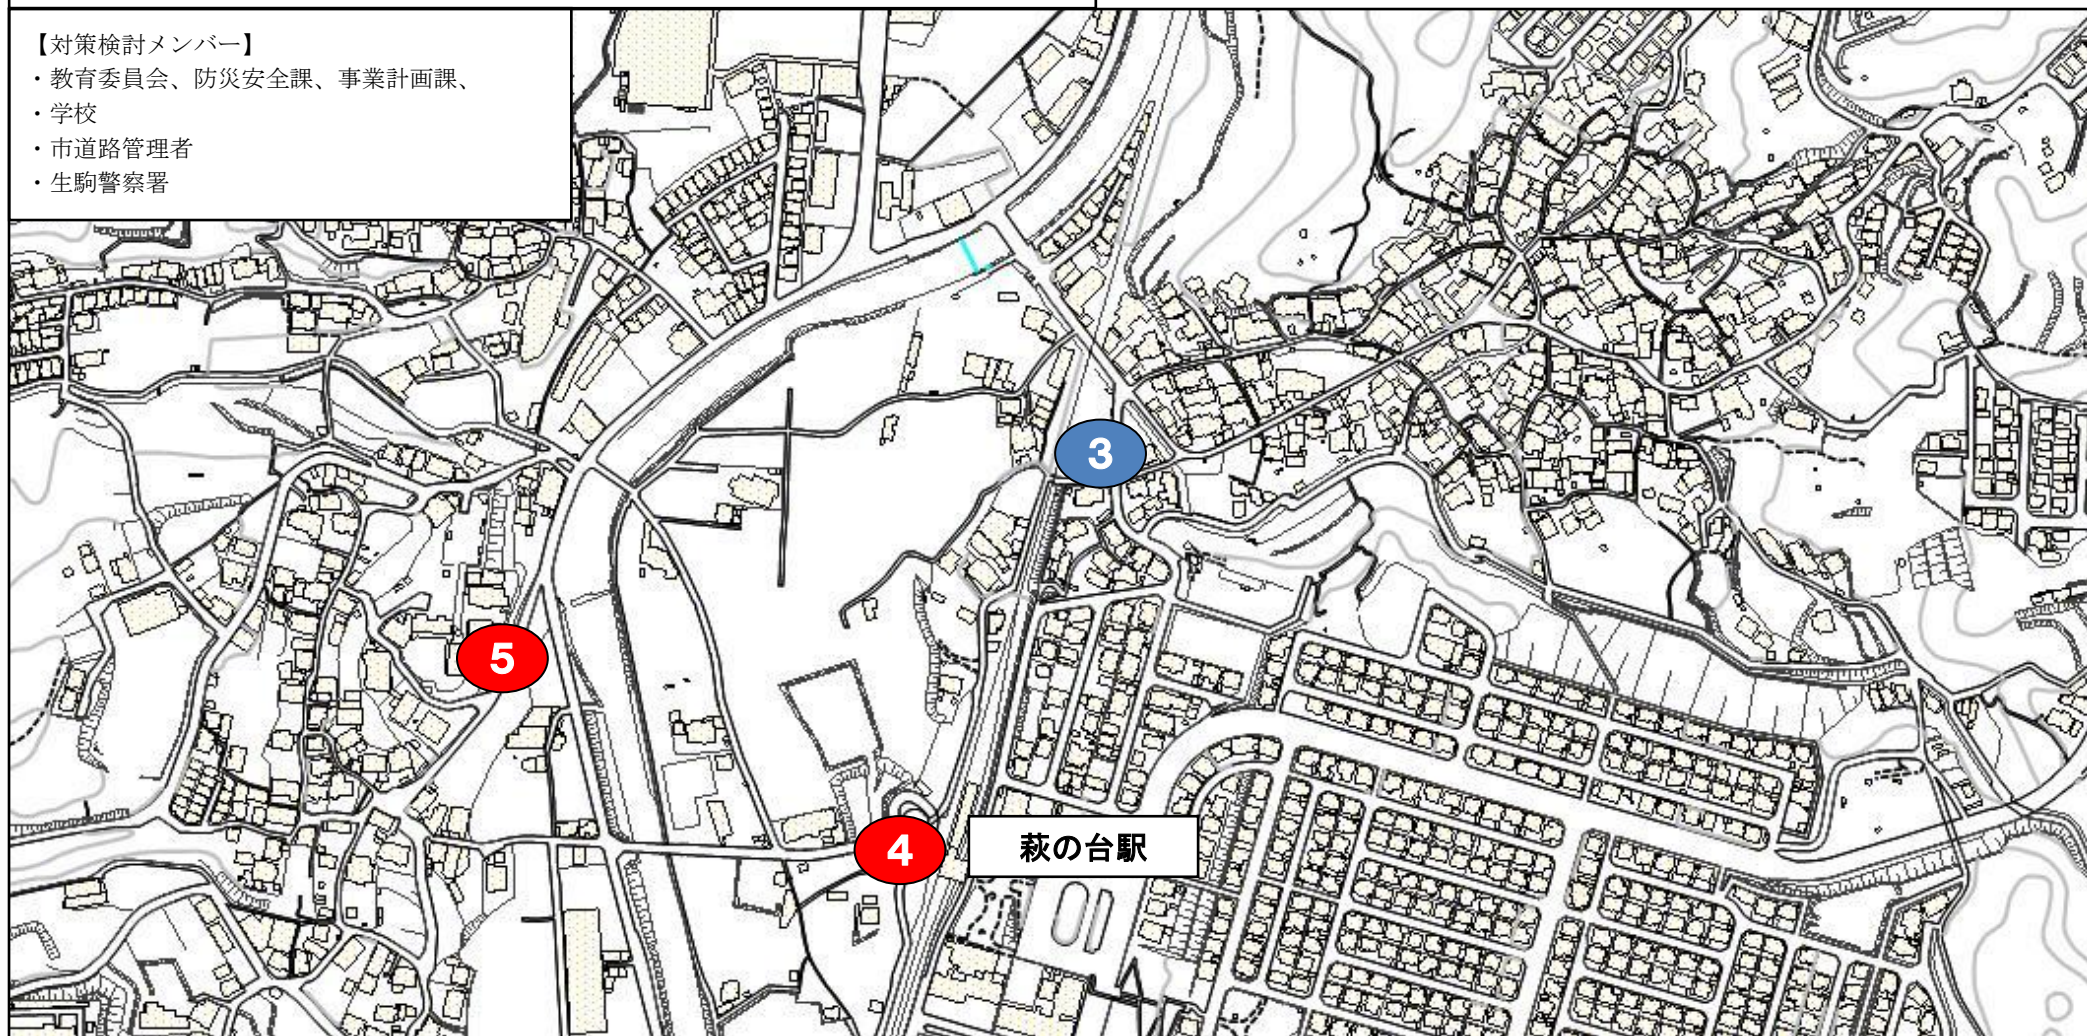 【対策検討メンバー】
・教育委員会、防災安全課、事業計画課、
・学校
・市道路管理者
・生駒警察署
3
5
4
萩の台駅